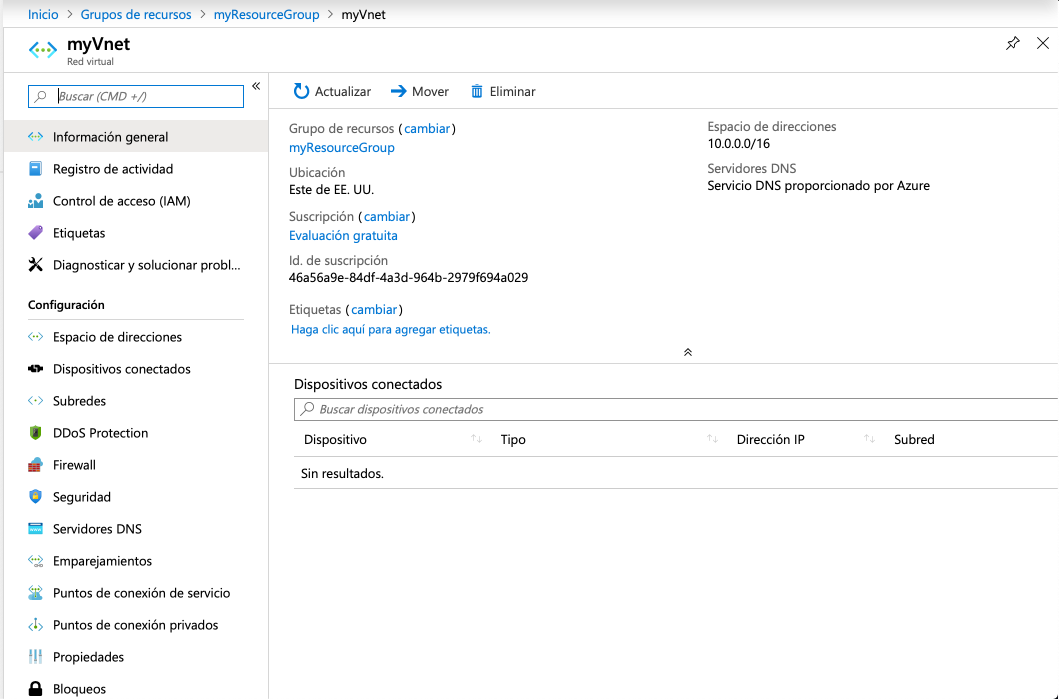 Inicio > Grupos de recursos > myResourceGroup > myVnet
myVnet
Red virtual
Buscar (CMD +/)
«
Información general
Registro de actividad
Control de acceso (IAM)
Etiquetas
Diagnosticar y solucionar probl...
Configuración
Espacio de direcciones
Dispositivos conectados
Subredes
DDoS Protection
Firewall
Seguridad
Servidores DNS
Emparejamientos
Puntos de conexión de servicio
Puntos de conexión privados
Propiedades
Bloqueos
Actualizar Mover Eliminar
Grupo de recursos (cambiar)
myResourceGroup
Ubicación
Este de EE. UU.
Suscripción (cambiar)
Evaluación gratuita
Id. de suscripción
46a56a9e-84df-4a3d-964b-2979f694a029
Etiquetas (cambiar)
Haga clic aquí para agregar etiquetas.
Espacio de direcciones
10.0.0.0/16
Servidores DNS
Servicio DNS proporcionado por Azure
Dispositivos conectados
Buscar dispositivos conectados
Dispositivo Tipo Dirección IP Subred
Sin resultados.